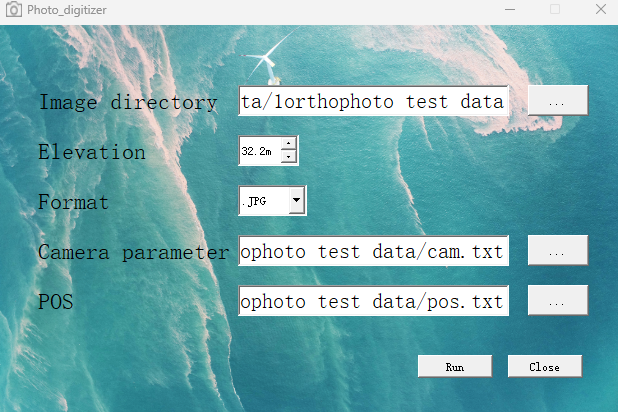 Photo_digitizer
Image directory ta/1orthophoto test data ...
Elevation 32.2m
Format .JPG
Camera parameter ophoto test data/cam.txt ...
POS ophoto test data/pos.txt ...
Run Close